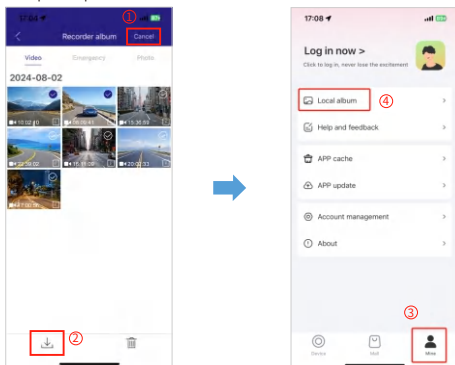 17:04
①
Recorder album
Cancel
Video
Emergency
Photo
2024-08-02
②
17:08
Log in now >
Click to log in, never lose the excitement
Local album
④
Help and feedback
APP cache
APP update
Account management
About
③
Device
Mall
Mine